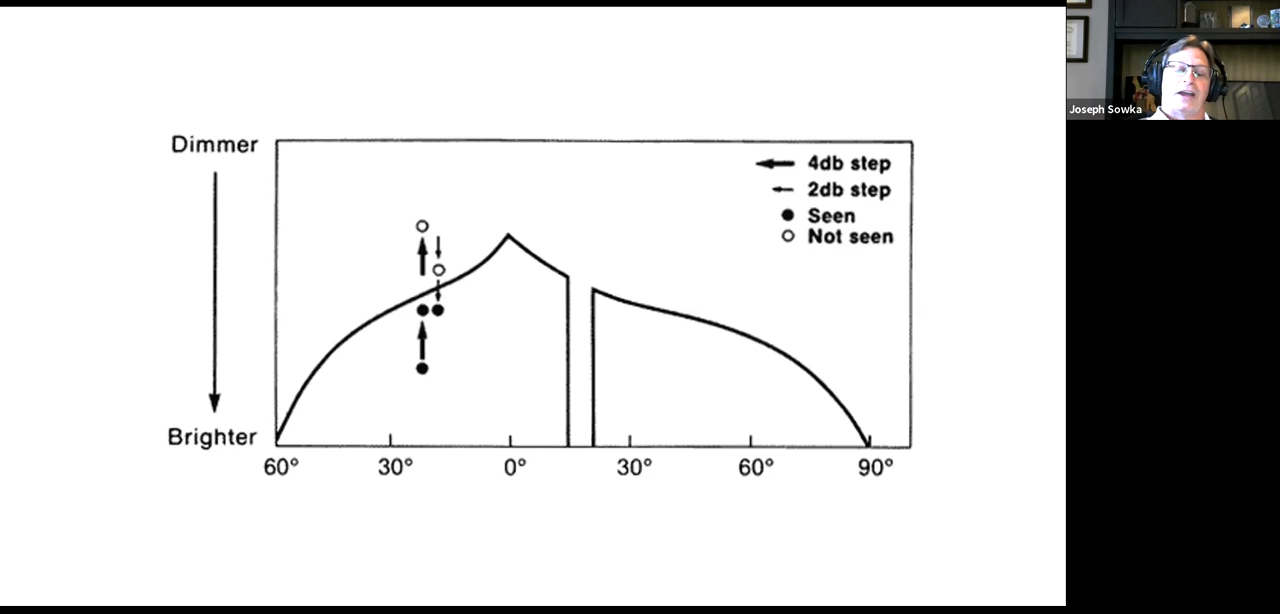 Joseph Sowka
Dimmer
4db step
2db step
Seen
Not seen
Brighter
60° 30° 0° 30° 60° 90°